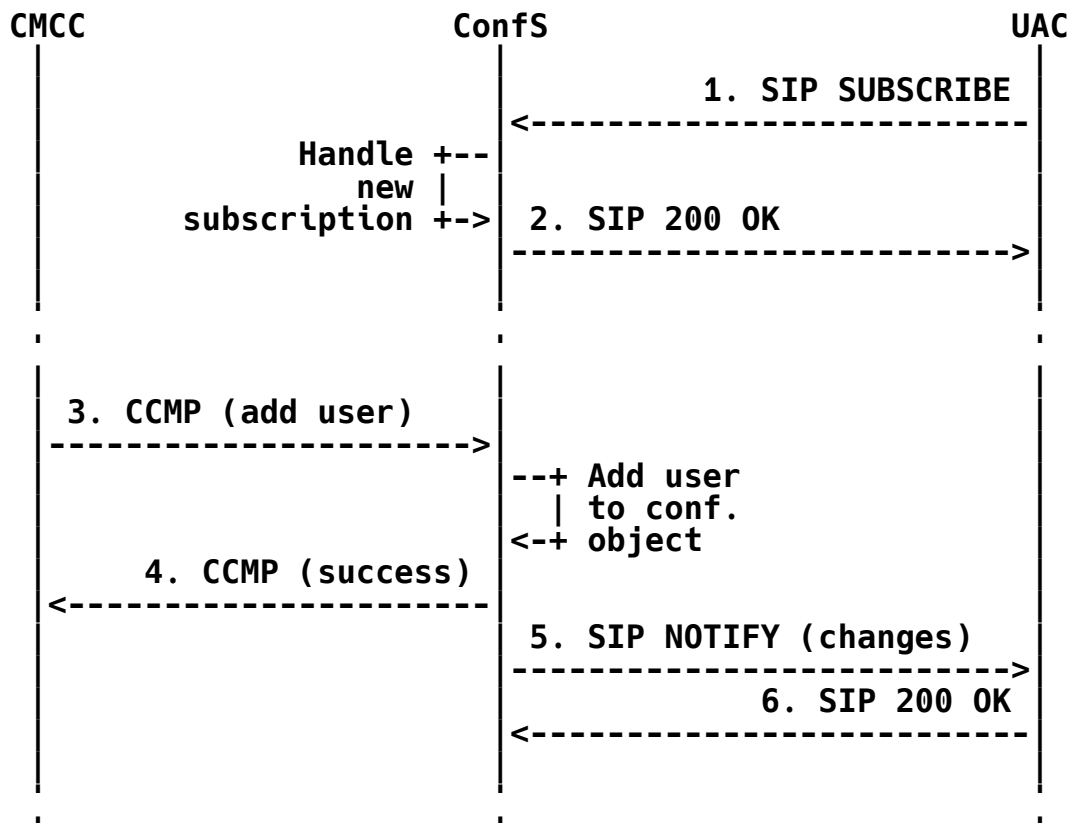 CMCC ConfS UAC
1. SIP SUBSCRIBE
Handle
new
subscription 2. SIP 200 OK
3. CCMP (add user)
Add user
to conf.
object
4. CCMP (success)
5. SIP NOTIFY (changes)
6. SIP 200 OK